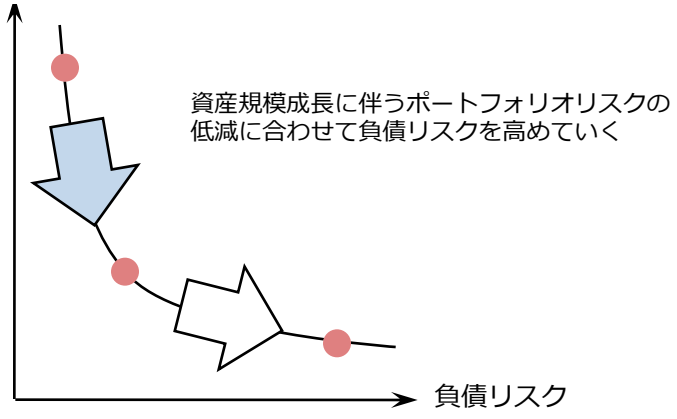 資産規模成長に伴うポートフォリオリスクの
低減に合わせて負債リスクを高めていく
負債リスク